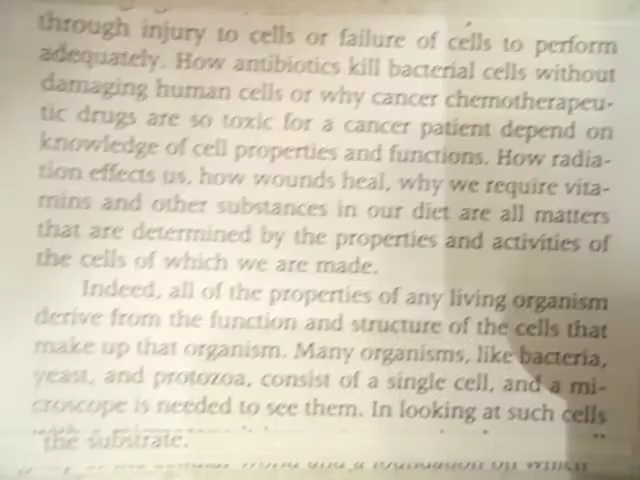 through injury to cells or failure of cells to perform
adequately. How antibiotics kill bacterial cells without
damaging human cells or why cancer chemotherapeu-
tic drugs are so toxic for a cancer patient depend on
knowledge of cell properties and functions. How radia-
tion effects us, how wounds heal, why we require vita-
mins and other substances in our diet are all matters
that are determined by the properties and activities of
the cells of which we are made.
Indeed, all of the properties of any living organism
derive from the function and structure of the cells that
make up that organism. Many organisms, like bacteria,
yeast, and protozoa, consist of a single cell, and a mi-
croscope is needed to see them. In looking at such cells
the substrate.